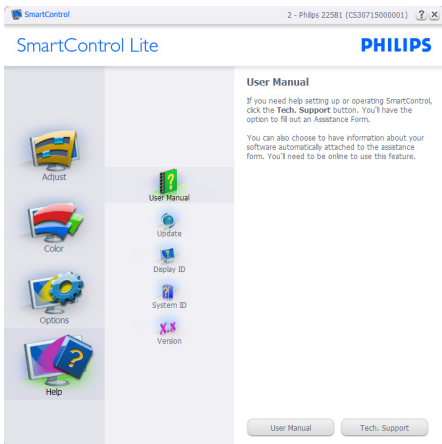 SmartControl
2 - Philips 225B1 (CS30715000001)
SmartControl Lite
PHILIPS
Adjust
Color
Options
Help
User Manual
Update
Display ID
System ID
Version
User Manual
If you need help setting up or operating SmartControl,
click the Tech. Support button. You'll have the
option to fill out an Assistance Form.
You can also choose to have information about your
software automatically attached to the assistance
form. You'll need to be online to use this feature.
User Manual
Tech. Support